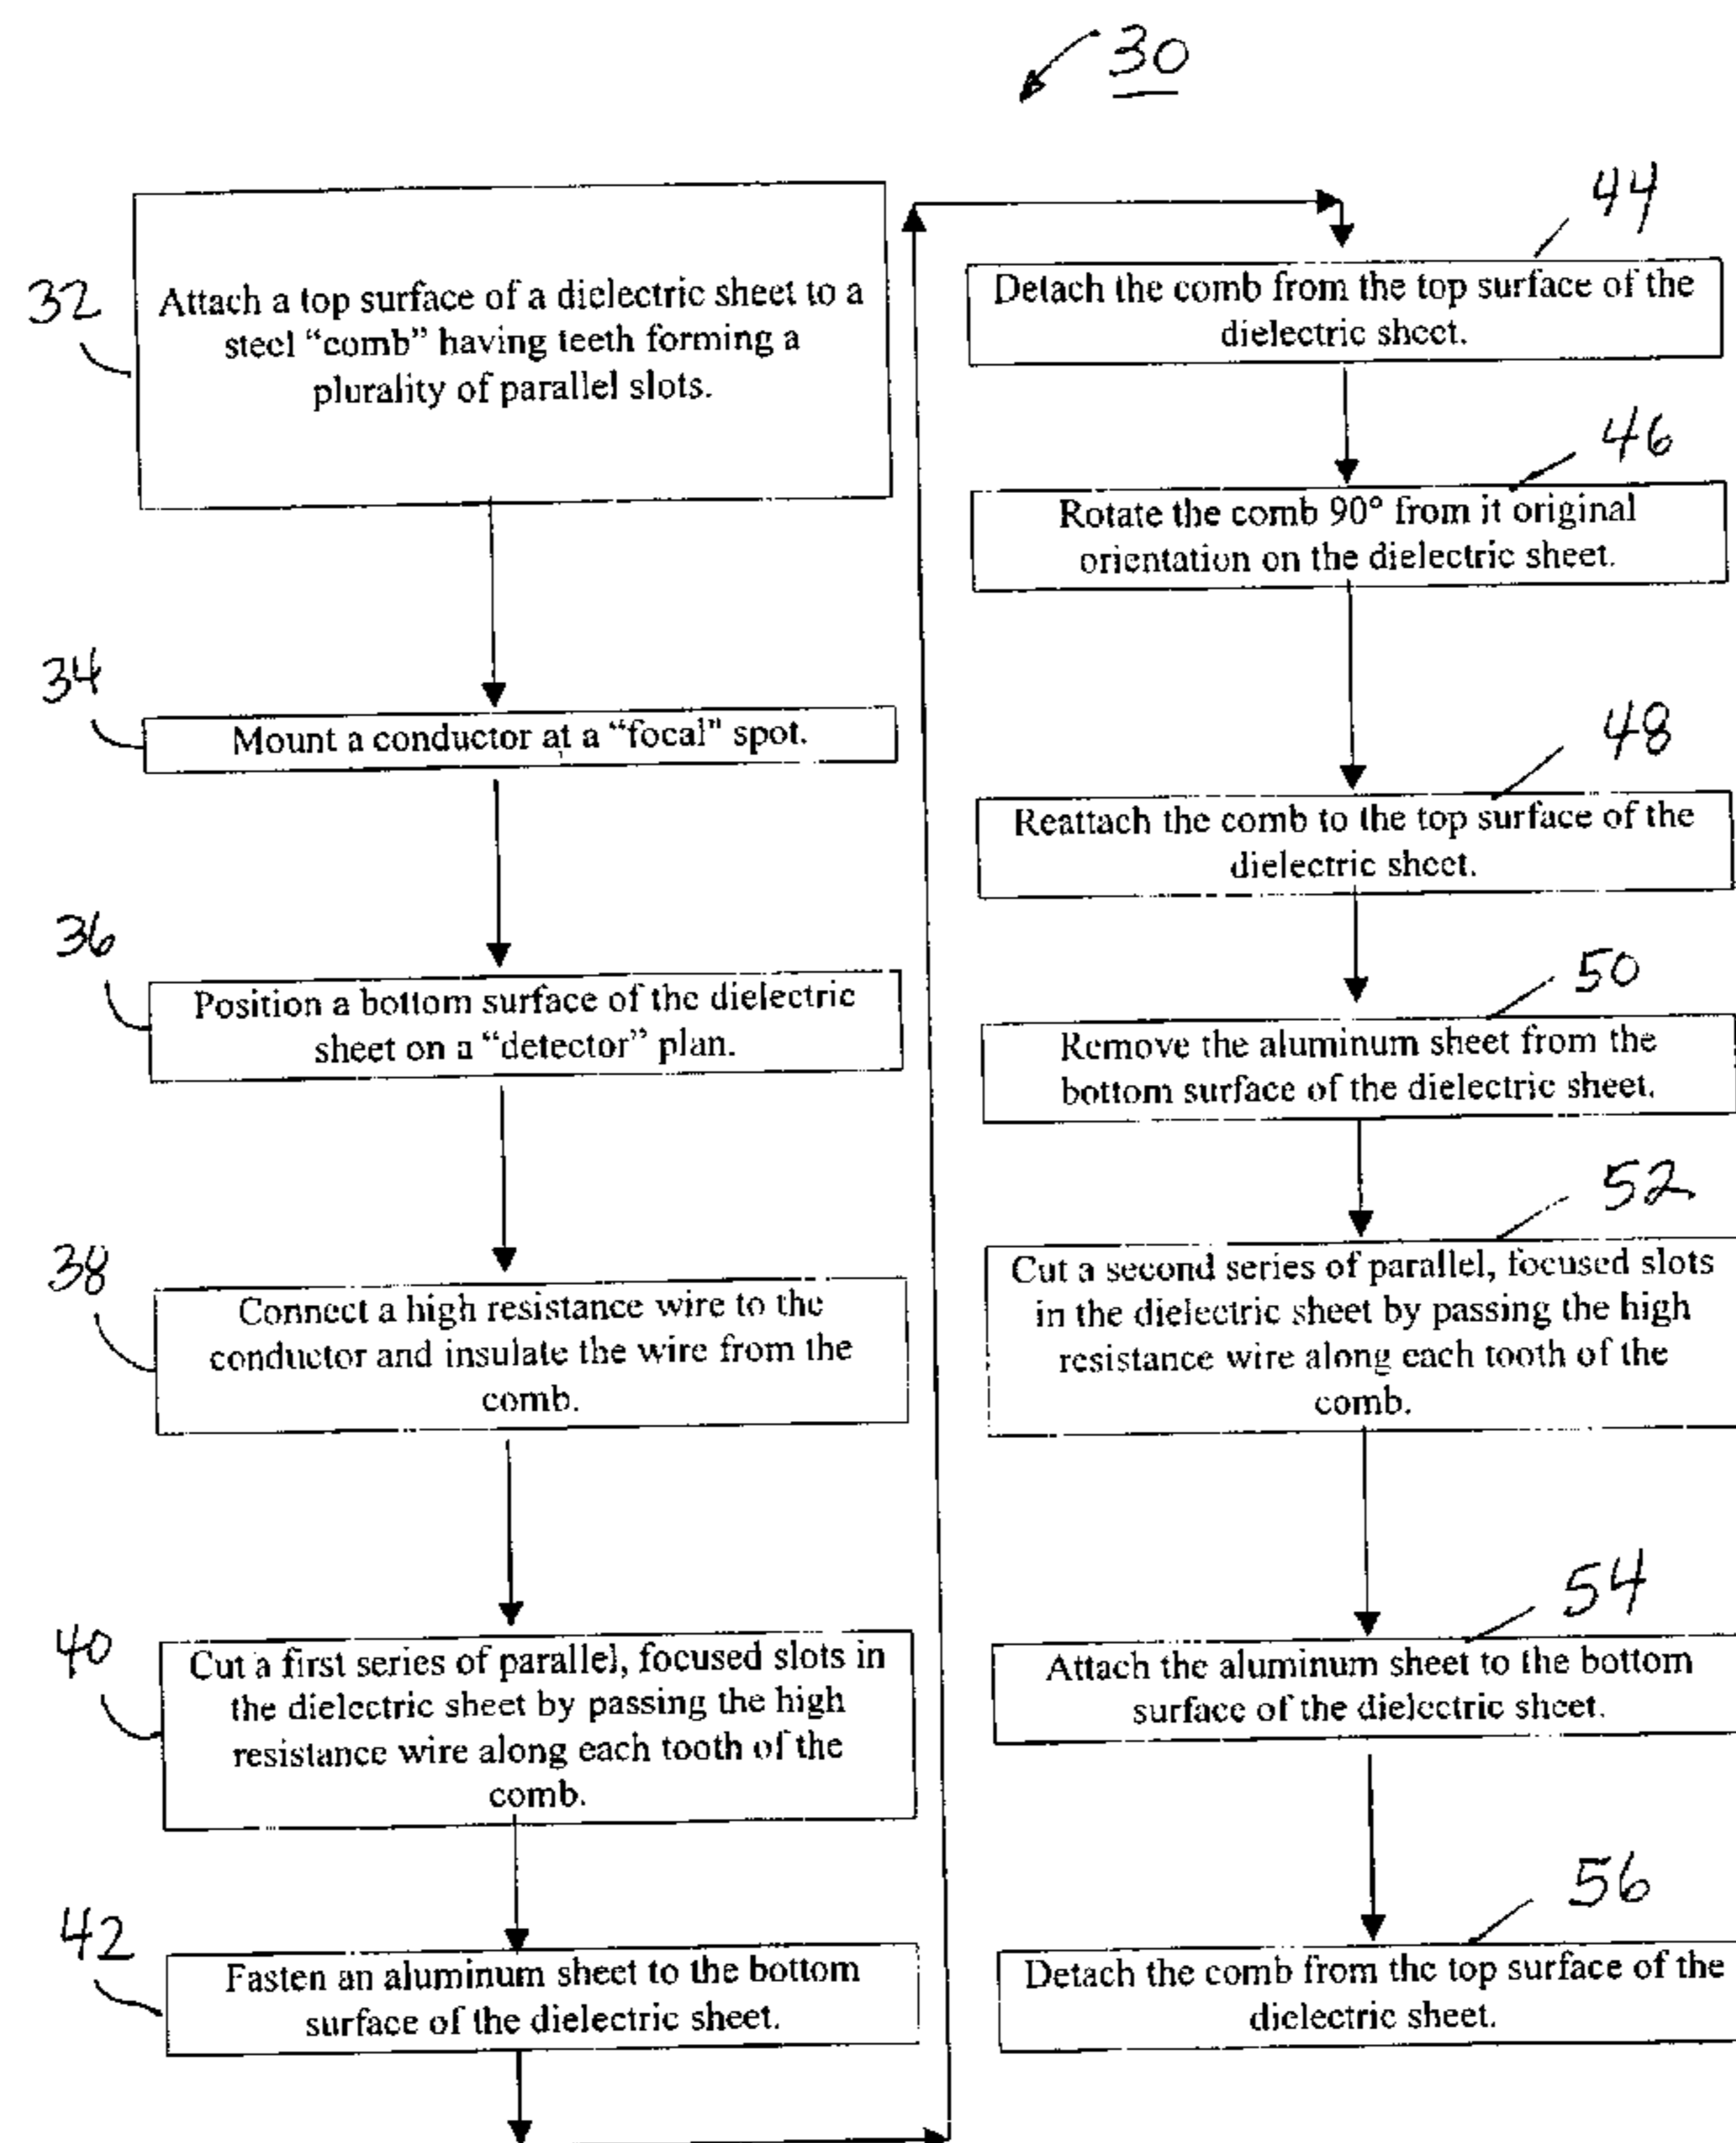 30
32
Attach a top surface of a dielectric sheet to a
steel “comb” having teeth forming a
plurality of parallel slots.
34
Mount a conductor at a “focal” spot.
36
Position a bottom surface of the dielectric
sheet on a “detector” plan.
38
Connect a high resistance wire to the
conductor and insulate the wire from the
comb.
40
Cut a first series of parallel, focused slots in
the dielectric sheet by passing the high
resistance wire along each tooth of the
comb.
42
Fasten an aluminum sheet to the bottom
surface of the dielectric sheet.
44
Detach the comb from the top surface of the
dielectric sheet.
46
Rotate the comb 90° from it original
orientation on the dielectric sheet.
48
Reattach the comb to the top surface of the
dielectric sheet.
50
Remove the aluminum sheet from the
bottom surface of the dielectric sheet.
52
Cut a second series of parallel, focused slots
in the dielectric sheet by passing the high
resistance wire along each tooth of the
comb.
54
Attach the aluminum sheet to the bottom
surface of the dielectric sheet.
56
Detach the comb from the top surface of the
dielectric sheet.